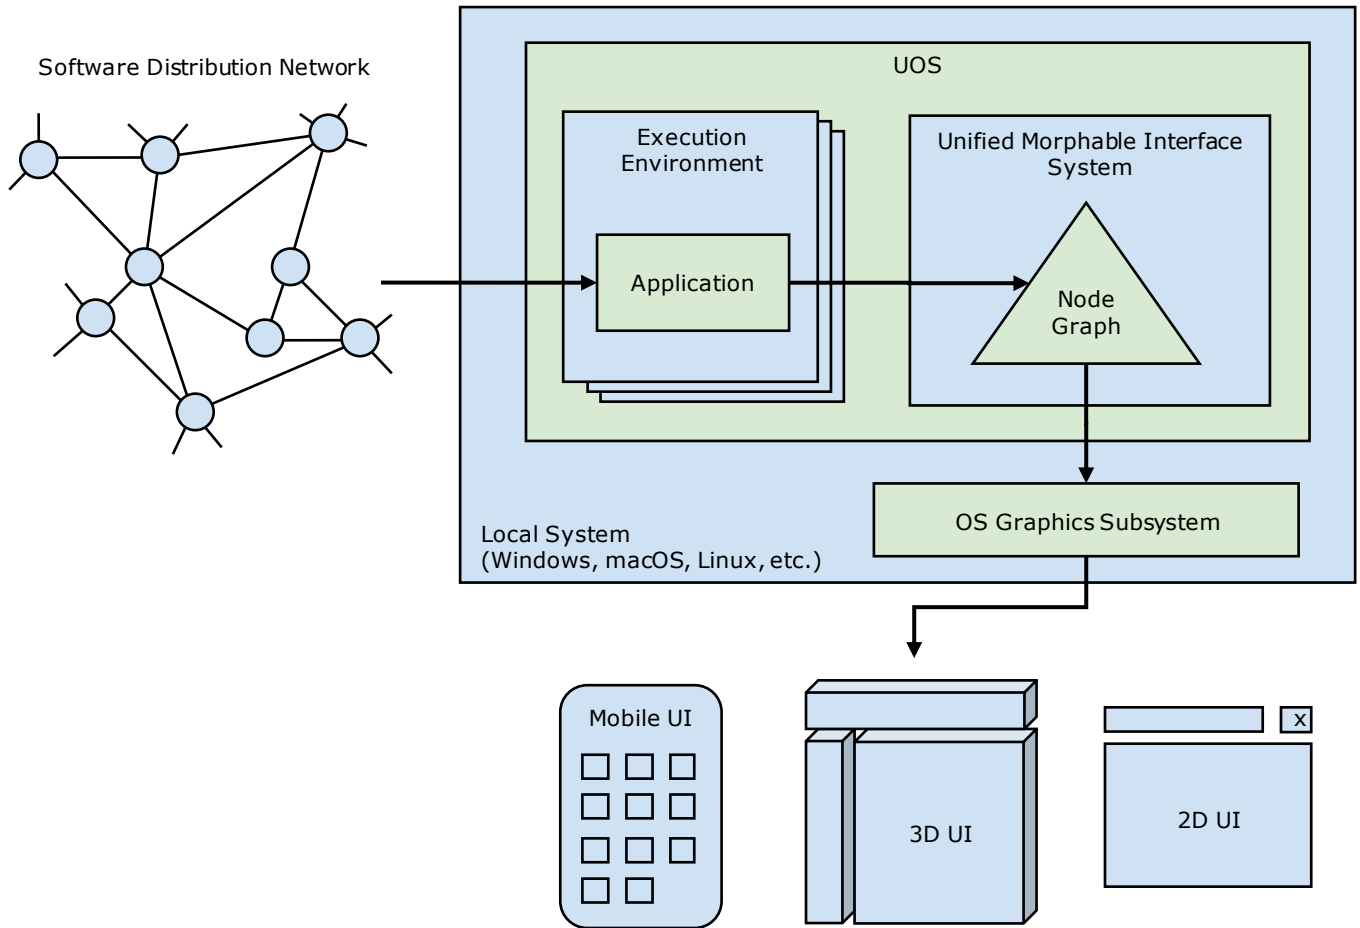 Software Distribution Network
UOS
Execution
Environment
Unified Morphable Interface
System
Application
Node
Graph
OS Graphics Subsystem
Local System
(Windows, macOS, Linux, etc.)
Mobile UI
3D UI
x
2D UI